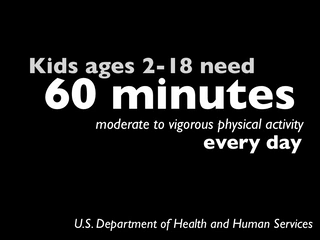 Kids ages 2-18 need
60 minutes
moderate to vigorous physical activity
every day
U.S. Department of Health and Human Services